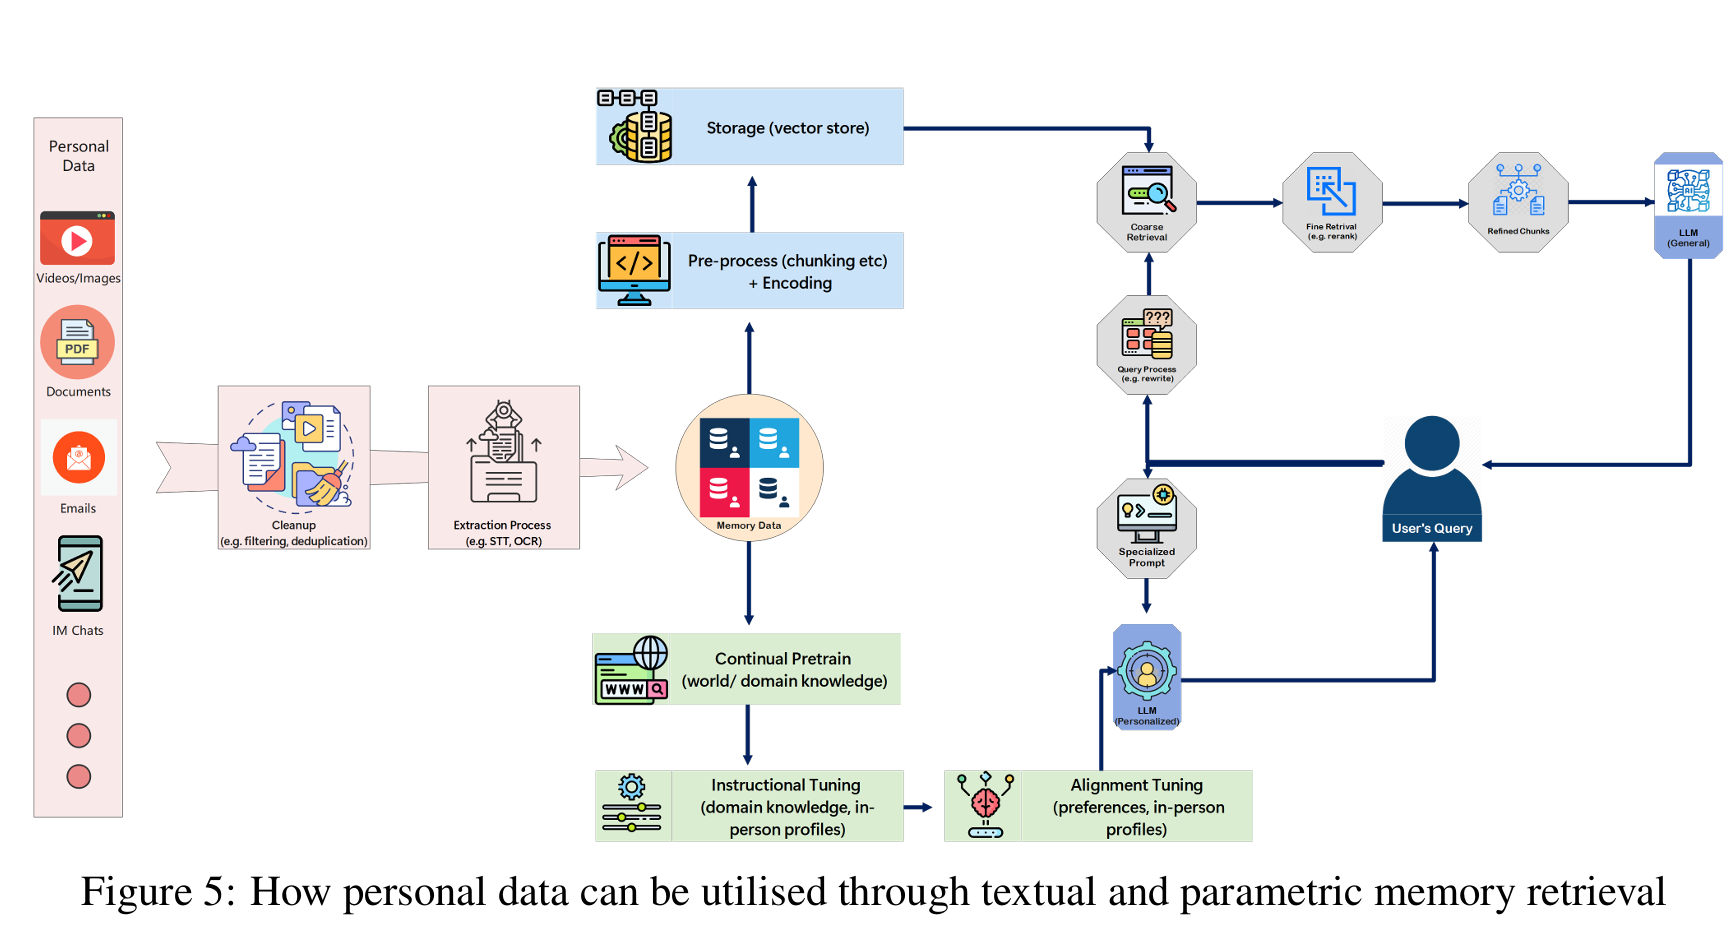 Personal
Data
Videos/Images
PDF
Documents
Emails
IM Chats
Cleanup
(e.g. filtering, deduplication)
Extraction Process
(e.g. STT, OCR)
Memory Data
Storage (vector store)
Pre-process (chunking etc)
+ Encoding
Continual Pretrain
(world/ domain knowledge)
WWW
Instructional Tuning
(domain knowledge, in-
person profiles)
Alignment Tuning
(preferences, in-person
profiles)
Coarse
Retrieval
Fine Retrival
(e.g. rerank)
Refined Chunks
AI
LLM
(General)
???
Query Process
(e.g. rewrite)
Specialized
Prompt
LLM
(Personalized)
User's Query
Figure 5: How personal data can be utilised through textual and parametric memory retrieval